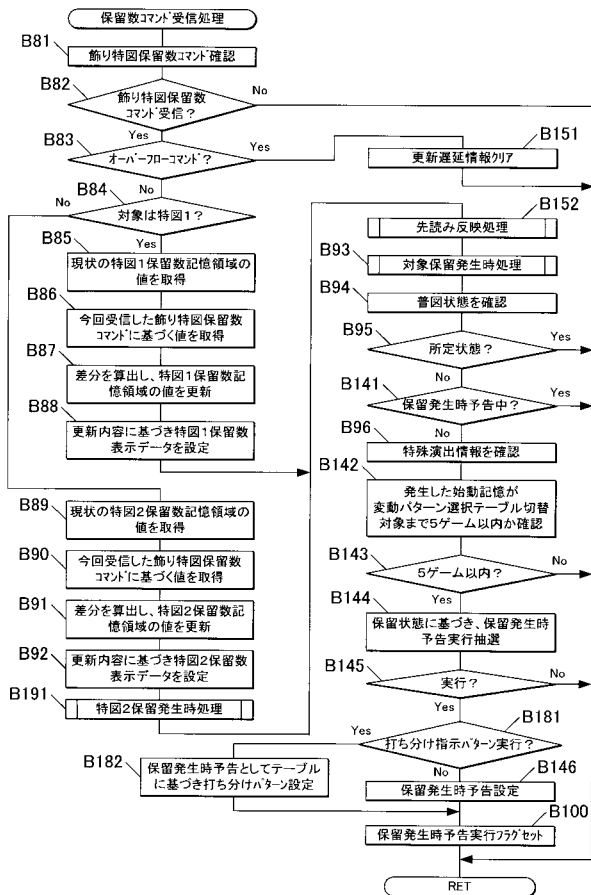 保留数コマンド受信処理
B81
飾り特図保留数コマンド確認
B82
飾り特図保留数
コマンド受信?
No
Yes
B83
オーバーフローコマンド?
Yes
No
B151
更新遅延情報クリア
B84
対象は特図1?
No
Yes
B85
現状の特図1保留数記憶領域の
値を取得
B86
今回受信した飾り特図保留数
コマンドに基づく値を取得
B87
差分を算出し、特図1保留数記
憶領域の値を更新
B88
更新内容に基づき特図1保留数
表示データを設定
B89
現状の特図2保留数記憶領域の
値を取得
B90
今回受信した飾り特図保留数
コマンドに基づく値を取得
B91
差分を算出し、特図2保留数記
憶領域の値を更新
B92
更新内容に基づき特図2保留数
表示データを設定
B191
特図2保留発生時処理
B152
先読み反映処理
B93
対象保留発生時処理
B94
普図状態を確認
B95
所定状態?
Yes
No
B141
保留発生時予告中?
Yes
No
B96
特殊演出情報を確認
B142
発生した始動記憶が
変動パターン選択テーブル切替
対象まで5ゲーム以内か確認
B143
5ゲーム以内?
No
Yes
B144
保留状態に基づき、保留発生時
予告実行抽選
B145
実行?
No
Yes
B181
打ち分け指示パターン実行?
Yes
No
B182
保留発生時予告としてテーブル
に基づき打ち分けパターン設定
B146
保留発生時予告設定
B100
保留発生時予告実行フラグセット
RET